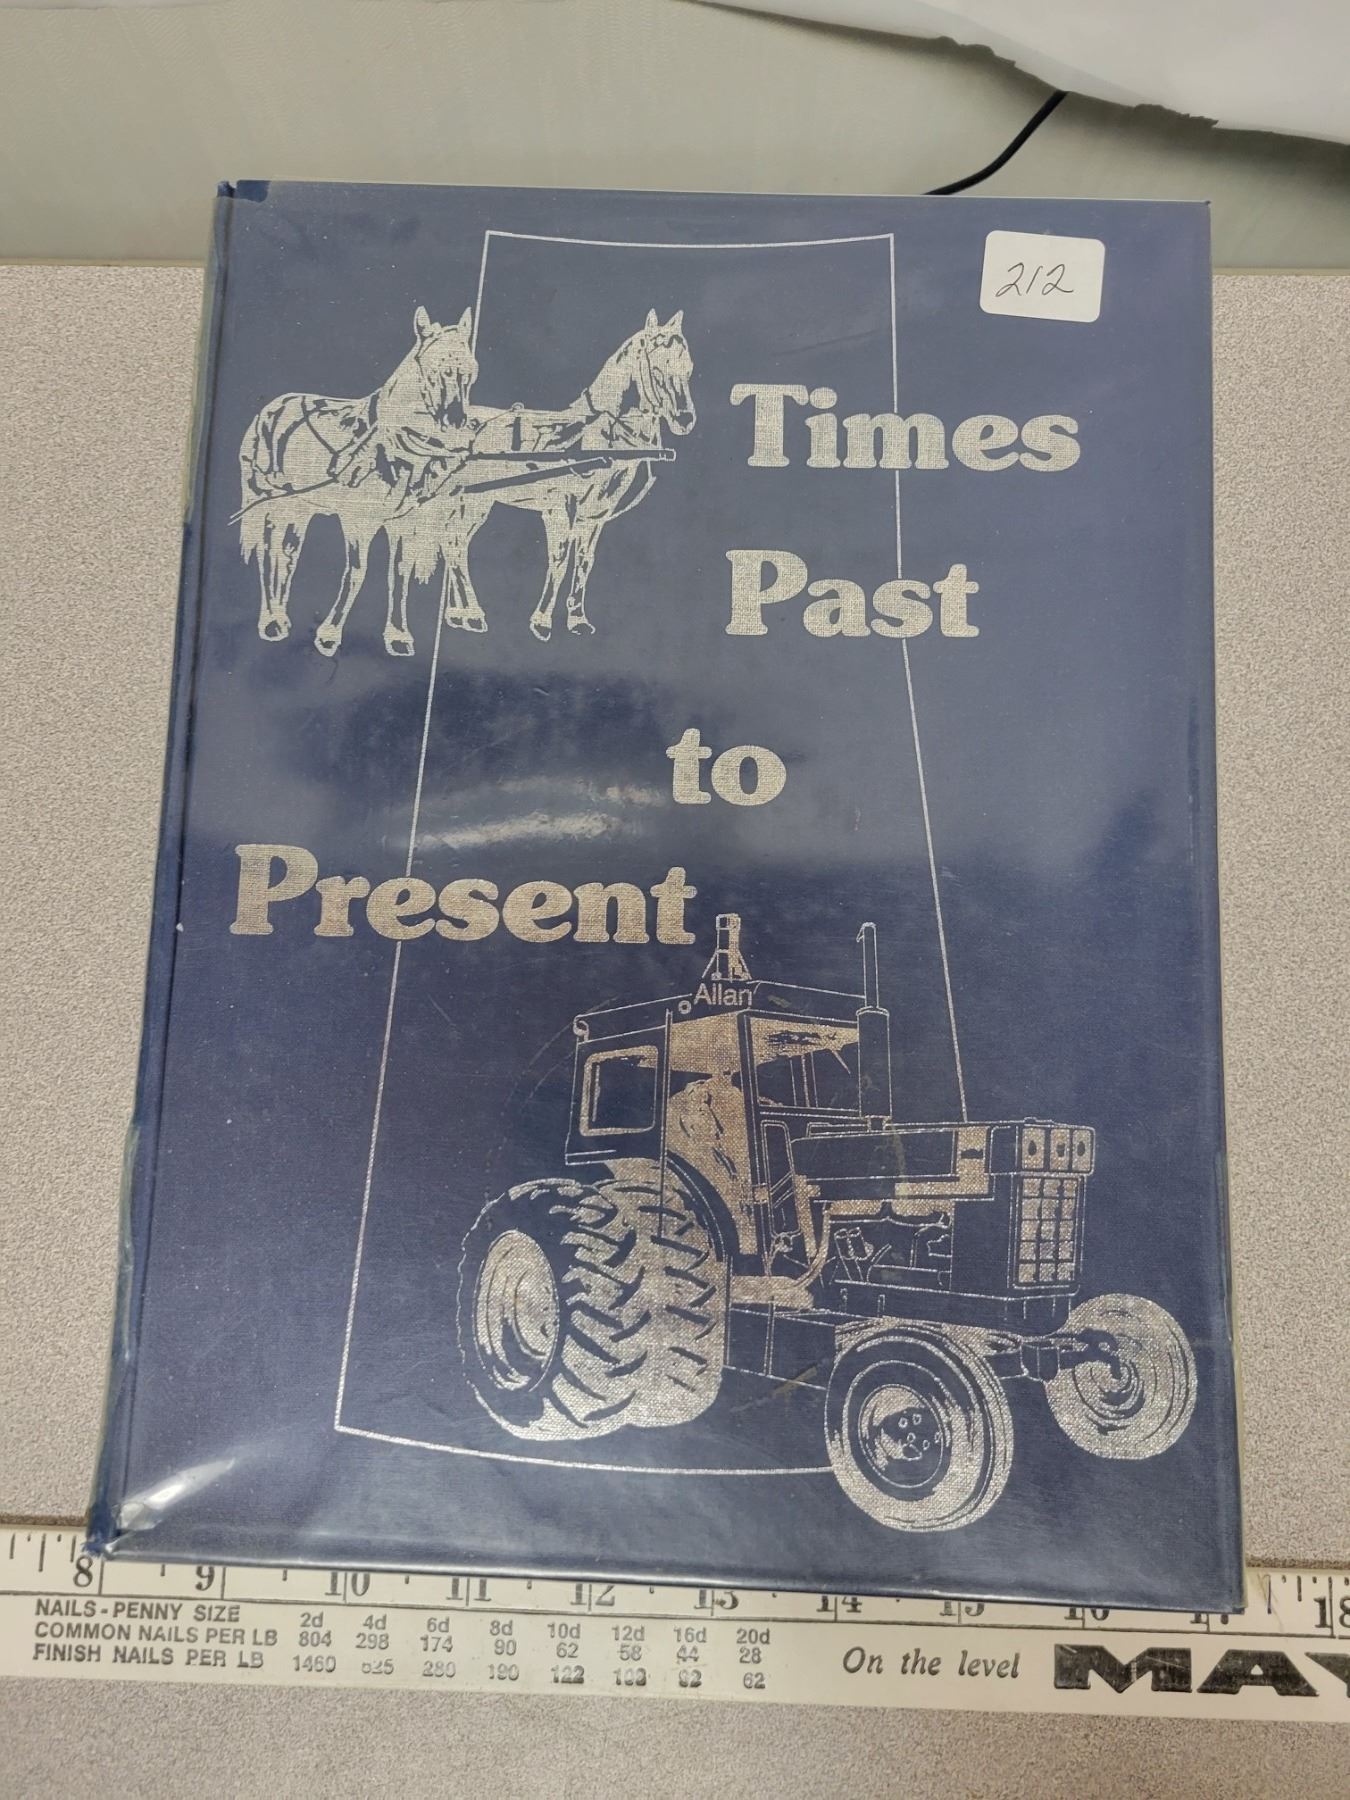 212
Times
Past
to
Present
Allan
8 9 10 11 12 13 14 15 16 17 18
NAILS - PENNY SIZE 2d 4d 6d 8d 10d 12d 16d 20d
COMMON NAILS PER LB 804 298 174 90 62 58 44 28
FINISH NAILS PER LB 1460 190 122 92 62
On the level